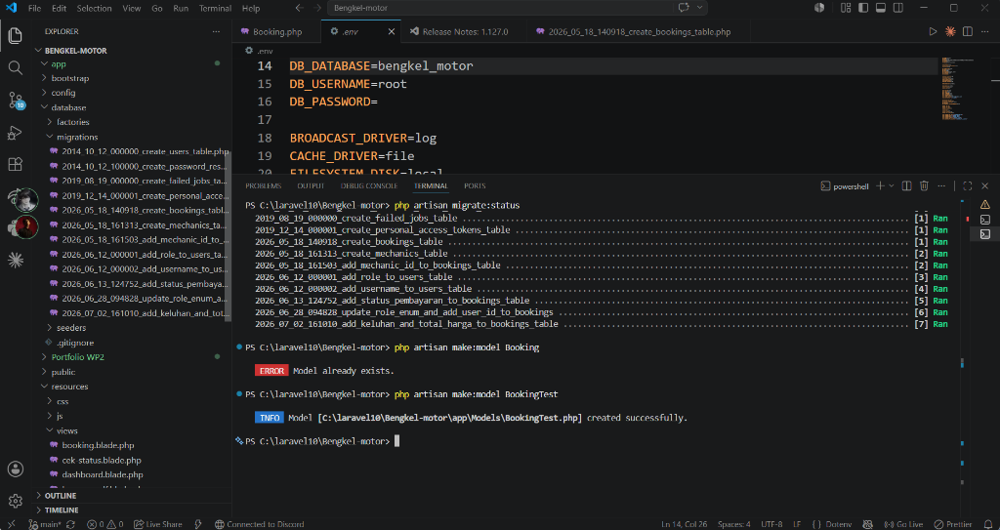 File Edit Selection View Go Run Terminal Help
Bengkel-motor
EXPLORER
BENGKEL-MOTOR
app
bootstrap
config
database
factories
migrations
2014_10_12_000000_create_users_table.php
2014_10_12_100000_create_password_res...
2019_08_19_000000_create_failed_jobs_ta...
2019_12_14_000001_create_personal_acce...
2026_05_18_140918_create_bookings_tabl...
2026_05_18_161313_create_mechanics_ta...
2026_05_18_161503_add_mechanic_id_to_...
2026_06_12_000001_add_role_to_users_ta...
2026_06_12_000002_add_username_to_us...
2026_06_13_124752_add_status_pembaya...
2026_06_28_094828_update_role_enum_a...
2026_07_02_161010_add_keluhan_and_tot...
seeders
.gitignore
Portfolio WP2
public
resources
css
js
views
booking.blade.php
cek-status.blade.php
dashboard.blade.php
OUTLINE
TIMELINE
Booking.php
.env
Release Notes: 1.127.0
2026_05_18_140918_create_bookings_table.php
.env
14 DB_DATABASE=bengkel_motor
15 DB_USERNAME=root
16 DB_PASSWORD=
17
18 BROADCAST_DRIVER=log
19 CACHE_DRIVER=file
20 FILESYSTEM_DISK=local
PROBLEMS OUTPUT DEBUG CONSOLE TERMINAL PORTS
powershell
PS C:\laravel10\Bengkel-motor> php artisan migrate:status
2019_08_19_000000_create_failed_jobs_table [1] Ran
2019_12_14_000001_create_personal_access_tokens_table [1] Ran
2026_05_18_140918_create_bookings_table [1] Ran
2026_05_18_161313_create_mechanics_table [2] Ran
2026_05_18_161503_add_mechanic_id_to_bookings_table [2] Ran
2026_06_12_000001_add_role_to_users_table [3] Ran
2026_06_12_000002_add_username_to_users_table [4] Ran
2026_06_13_124752_add_status_pembayaran_to_bookings_table [5] Ran
2026_06_28_094828_update_role_enum_and_add_user_id_to_bookings [6] Ran
2026_07_02_161010_add_keluhan_and_total_harga_to_bookings_table [7] Ran
PS C:\laravel10\Bengkel-motor> php artisan make:model Booking
ERROR Model already exists.
PS C:\laravel10\Bengkel-motor> php artisan make:model BookingTest
INFO Model [C:\laravel10\Bengkel-motor\app\Models\BookingTest.php] created successfully.
PS C:\laravel10\Bengkel-motor>
main* 0 0 Live Share Connected to Discord Ln 14, Col 26 Spaces: 4 UTF-8 LF { } Dotenv Go Live Prettier